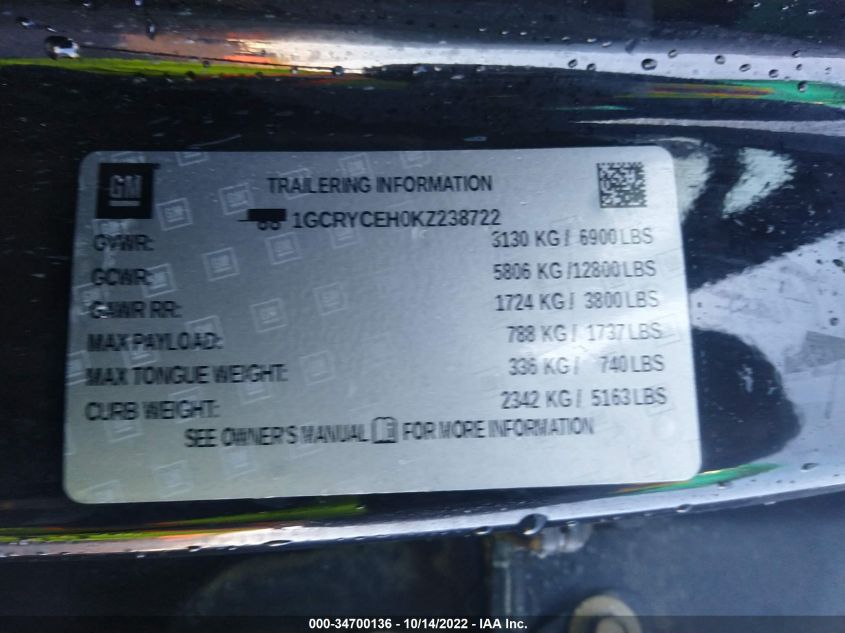 GM
TRAILERING INFORMATION
1GCRYCEH0KZ238722
GVWR: 3130 KG / 6900 LBS
GCWR: 5806 KG / 12800 LBS
GAWR RR: 1724 KG / 3800 LBS
MAX PAYLOAD: 788 KG / 1737 LBS
MAX TONGUE WEIGHT: 336 KG / 740 LBS
CURB WEIGHT: 2342 KG / 5163 LBS
SEE OWNER'S MANUAL FOR MORE INFORMATION
000-34700136 - 10/14/2022 - IAA Inc.